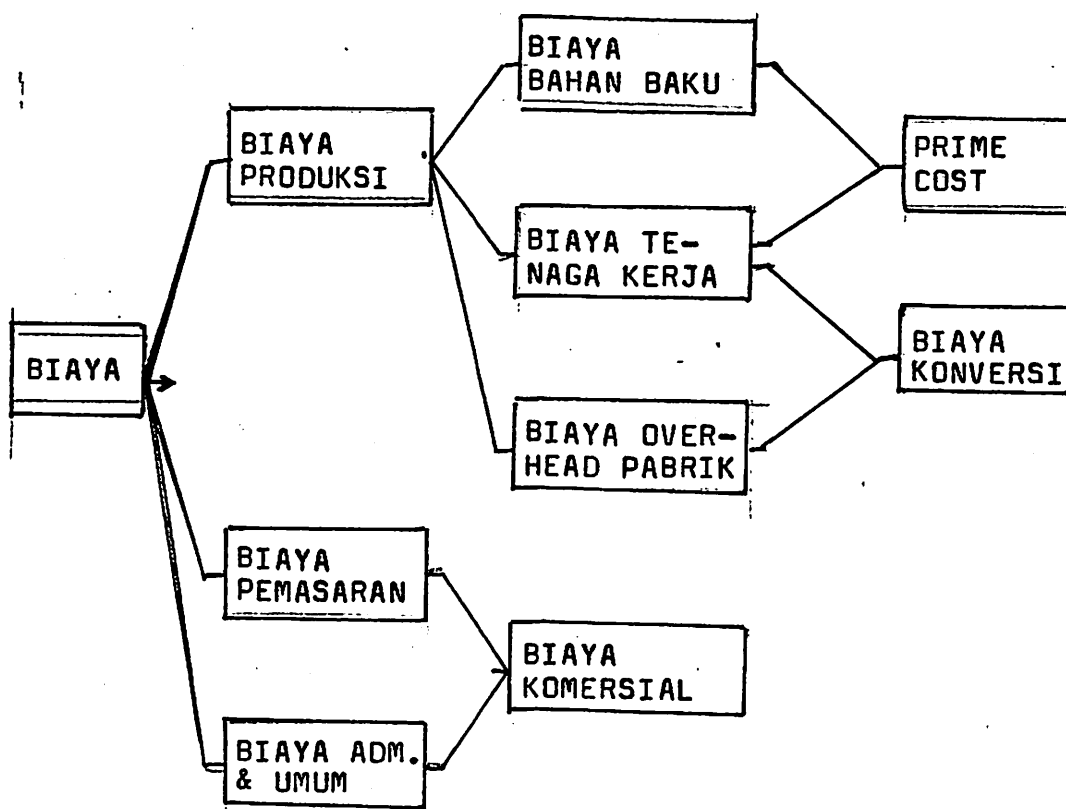 BIAYA
BAHAN BAKU
BIAYA
PRODUKSI
PRIME
COST
BIAYA TE-
NAGA KERJA
BIAYA
BIAYA
KONVERSI
BIAYA OVER-
HEAD PABRIK
BIAYA
PEMASARAN
BIAYA
KOMERSIAL
BIAYA ADM.
& UMUM